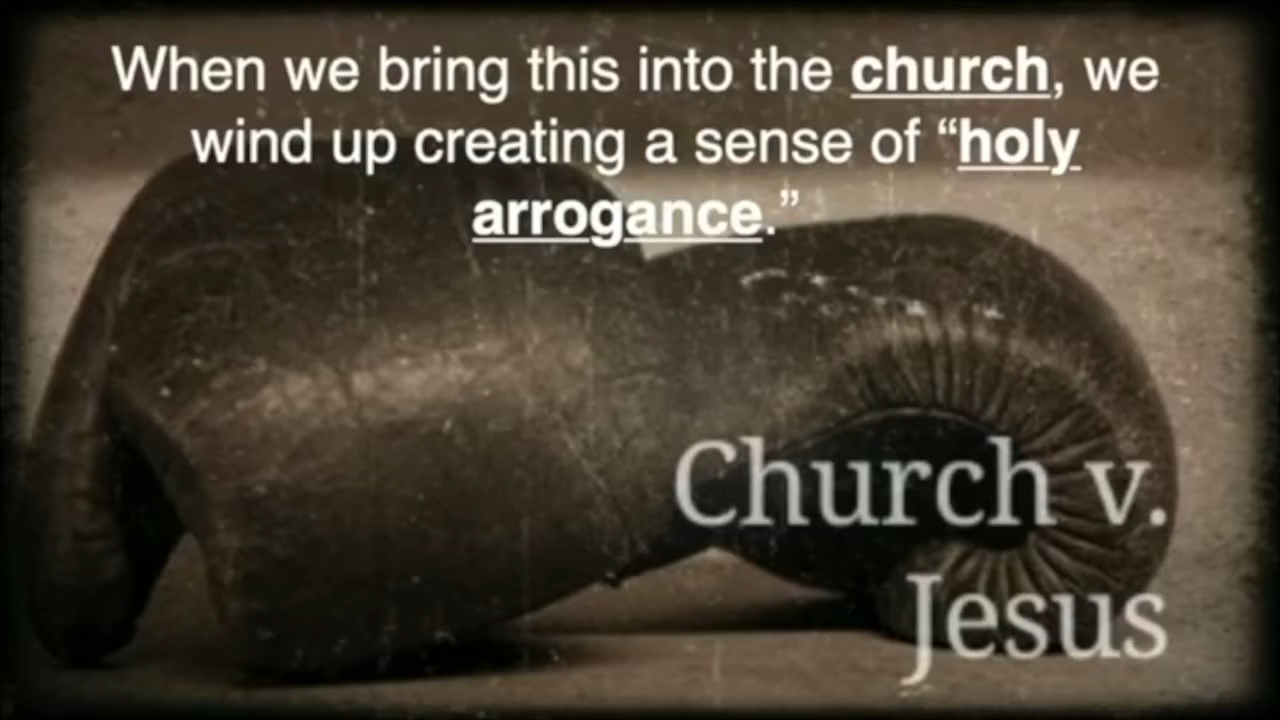 When we bring this into the church, we
wind up creating a sense of “holy
arrogance.”
Church v.
Jesus